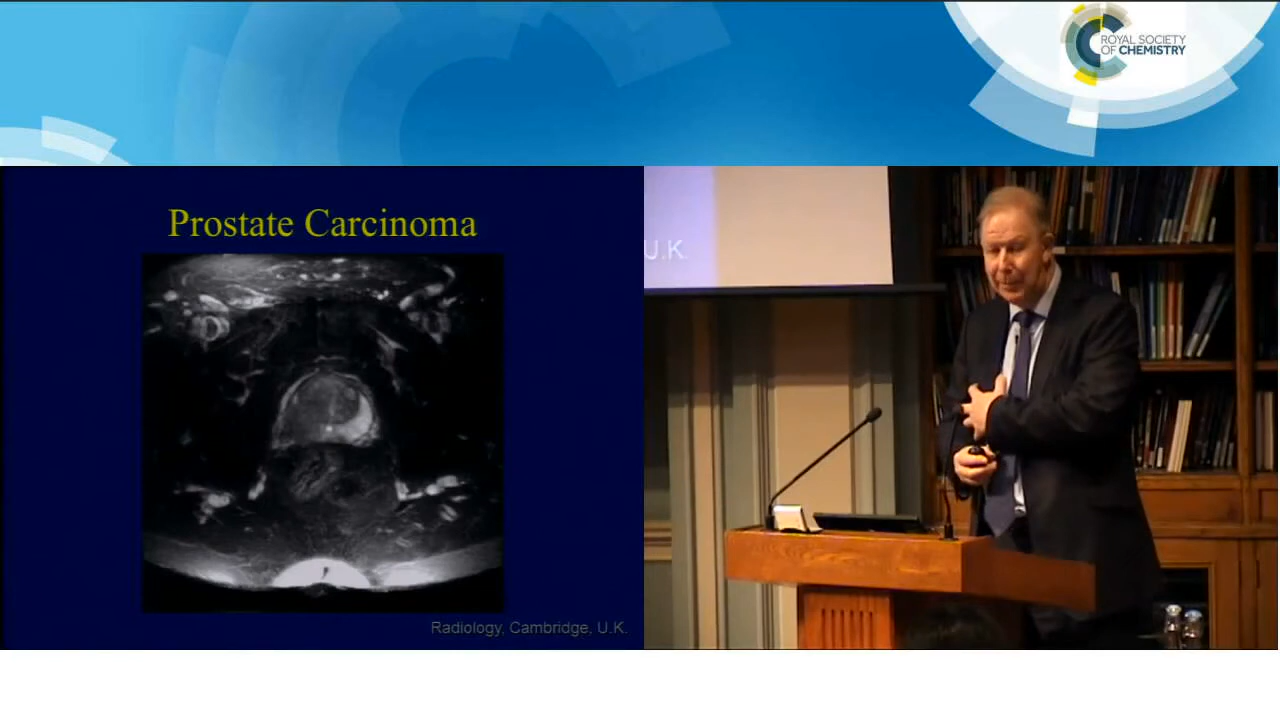 ROYAL SOCIETY
OF CHEMISTRY
Prostate Carcinoma
U.K.
Radiology, Cambridge, U.K.